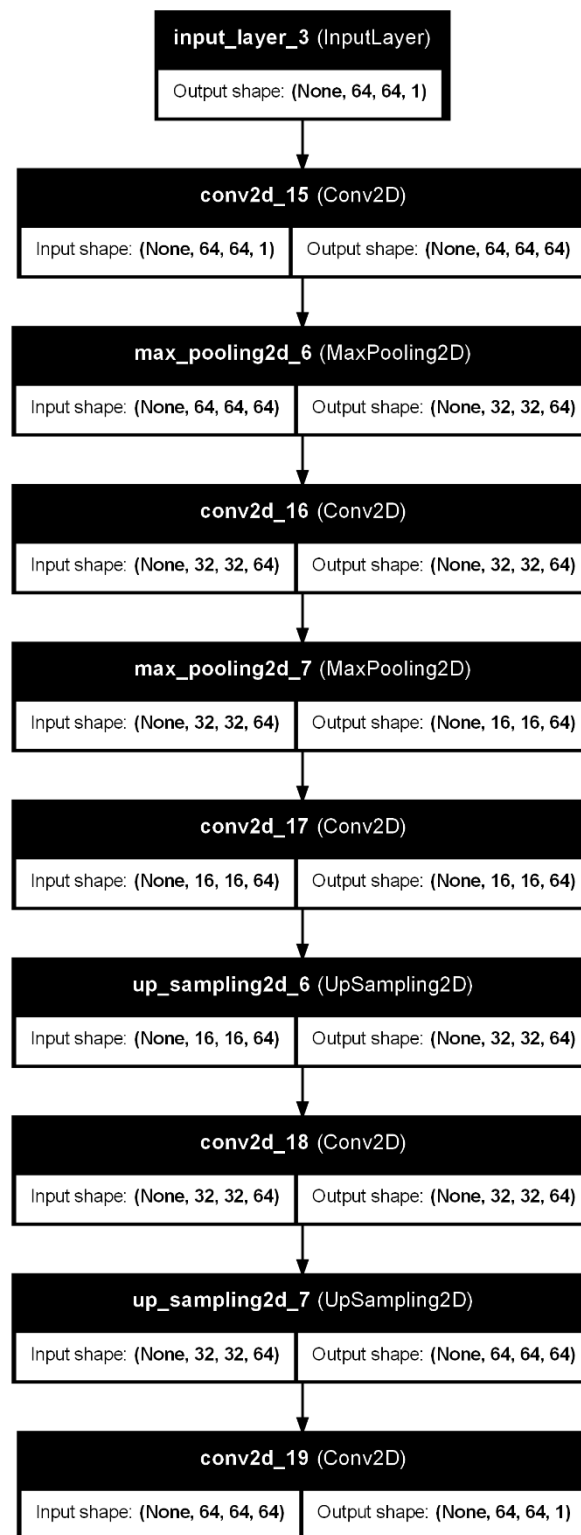 input_layer_3 (InputLayer)
Output shape: (None, 64, 64, 1)
conv2d_15 (Conv2D)
Input shape: (None, 64, 64, 1) Output shape: (None, 64, 64, 64)
max_pooling2d_6 (MaxPooling2D)
Input shape: (None, 64, 64, 64) Output shape: (None, 32, 32, 64)
conv2d_16 (Conv2D)
Input shape: (None, 32, 32, 64) Output shape: (None, 32, 32, 64)
max_pooling2d_7 (MaxPooling2D)
Input shape: (None, 32, 32, 64) Output shape: (None, 16, 16, 64)
conv2d_17 (Conv2D)
Input shape: (None, 16, 16, 64) Output shape: (None, 16, 16, 64)
up_sampling2d_6 (UpSampling2D)
Input shape: (None, 16, 16, 64) Output shape: (None, 32, 32, 64)
conv2d_18 (Conv2D)
Input shape: (None, 32, 32, 64) Output shape: (None, 32, 32, 64)
up_sampling2d_7 (UpSampling2D)
Input shape: (None, 32, 32, 64) Output shape: (None, 64, 64, 64)
conv2d_19 (Conv2D)
Input shape: (None, 64, 64, 64) Output shape: (None, 64, 64, 1)